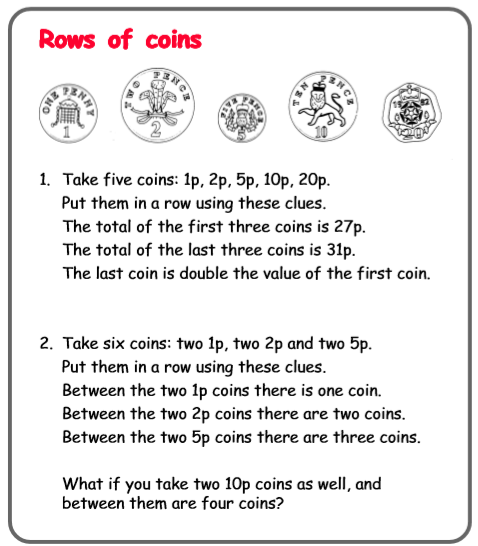 Rows of coins
ONE PENNY
1
TWO PENCE
2
FIVE PENCE
5
TEN PENCE
10
1982
20
1. Take five coins: 1p, 2p, 5p, 10p, 20p.
Put them in a row using these clues.
The total of the first three coins is 27p.
The total of the last three coins is 31p.
The last coin is double the value of the first coin.
2. Take six coins: two 1p, two 2p and two 5p.
Put them in a row using these clues.
Between the two 1p coins there is one coin.
Between the two 2p coins there are two coins.
Between the two 5p coins there are three coins.
What if you take two 10p coins as well, and
between them are four coins?